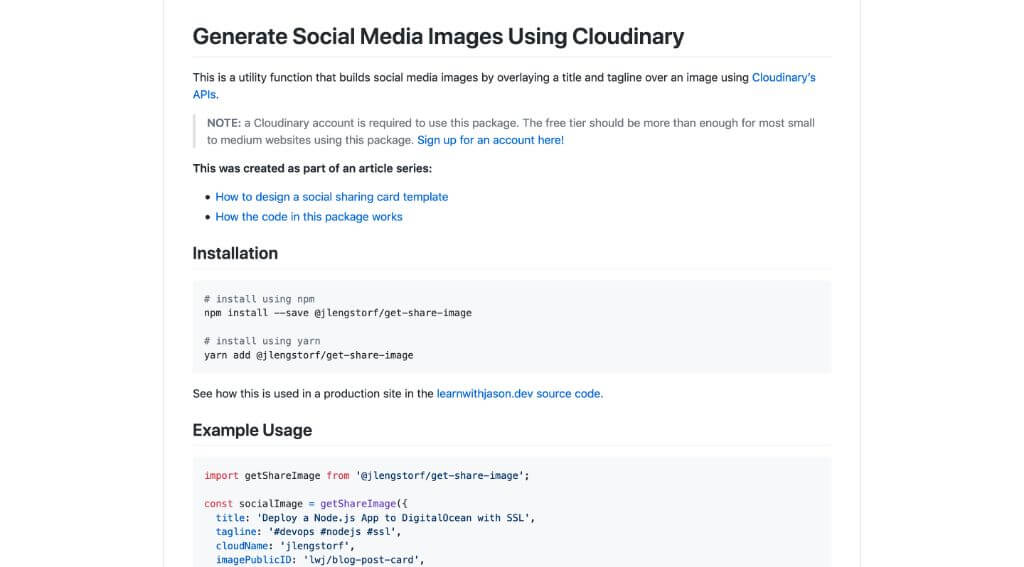 Generate Social Media Images Using Cloudinary
This is a utility function that builds social media images by overlaying a title and tagline over an image using Cloudinary's
APIs.
NOTE: a Cloudinary account is required to use this package. The free tier should be more than enough for most small
to medium websites using this package. Sign up for an account here!
This was created as part of an article series:
• How to design a social sharing card template
• How the code in this package works
Installation
# install using npm
npm install --save @jlengstorf/get-share-image
# install using yarn
yarn add @jlengstorf/get-share-image
See how this is used in a production site in the learnwithjason.dev source code.
Example Usage
import getShareImage from '@jlengstorf/get-share-image';
const socialImage = getShareImage({
  title: 'Deploy a Node.js App to DigitalOcean with SSL',
  tagline: '#devops #nodejs #ssl',
  cloudName: 'jlengstorf',
  imagePublicID: 'lwj/blog-post-card',